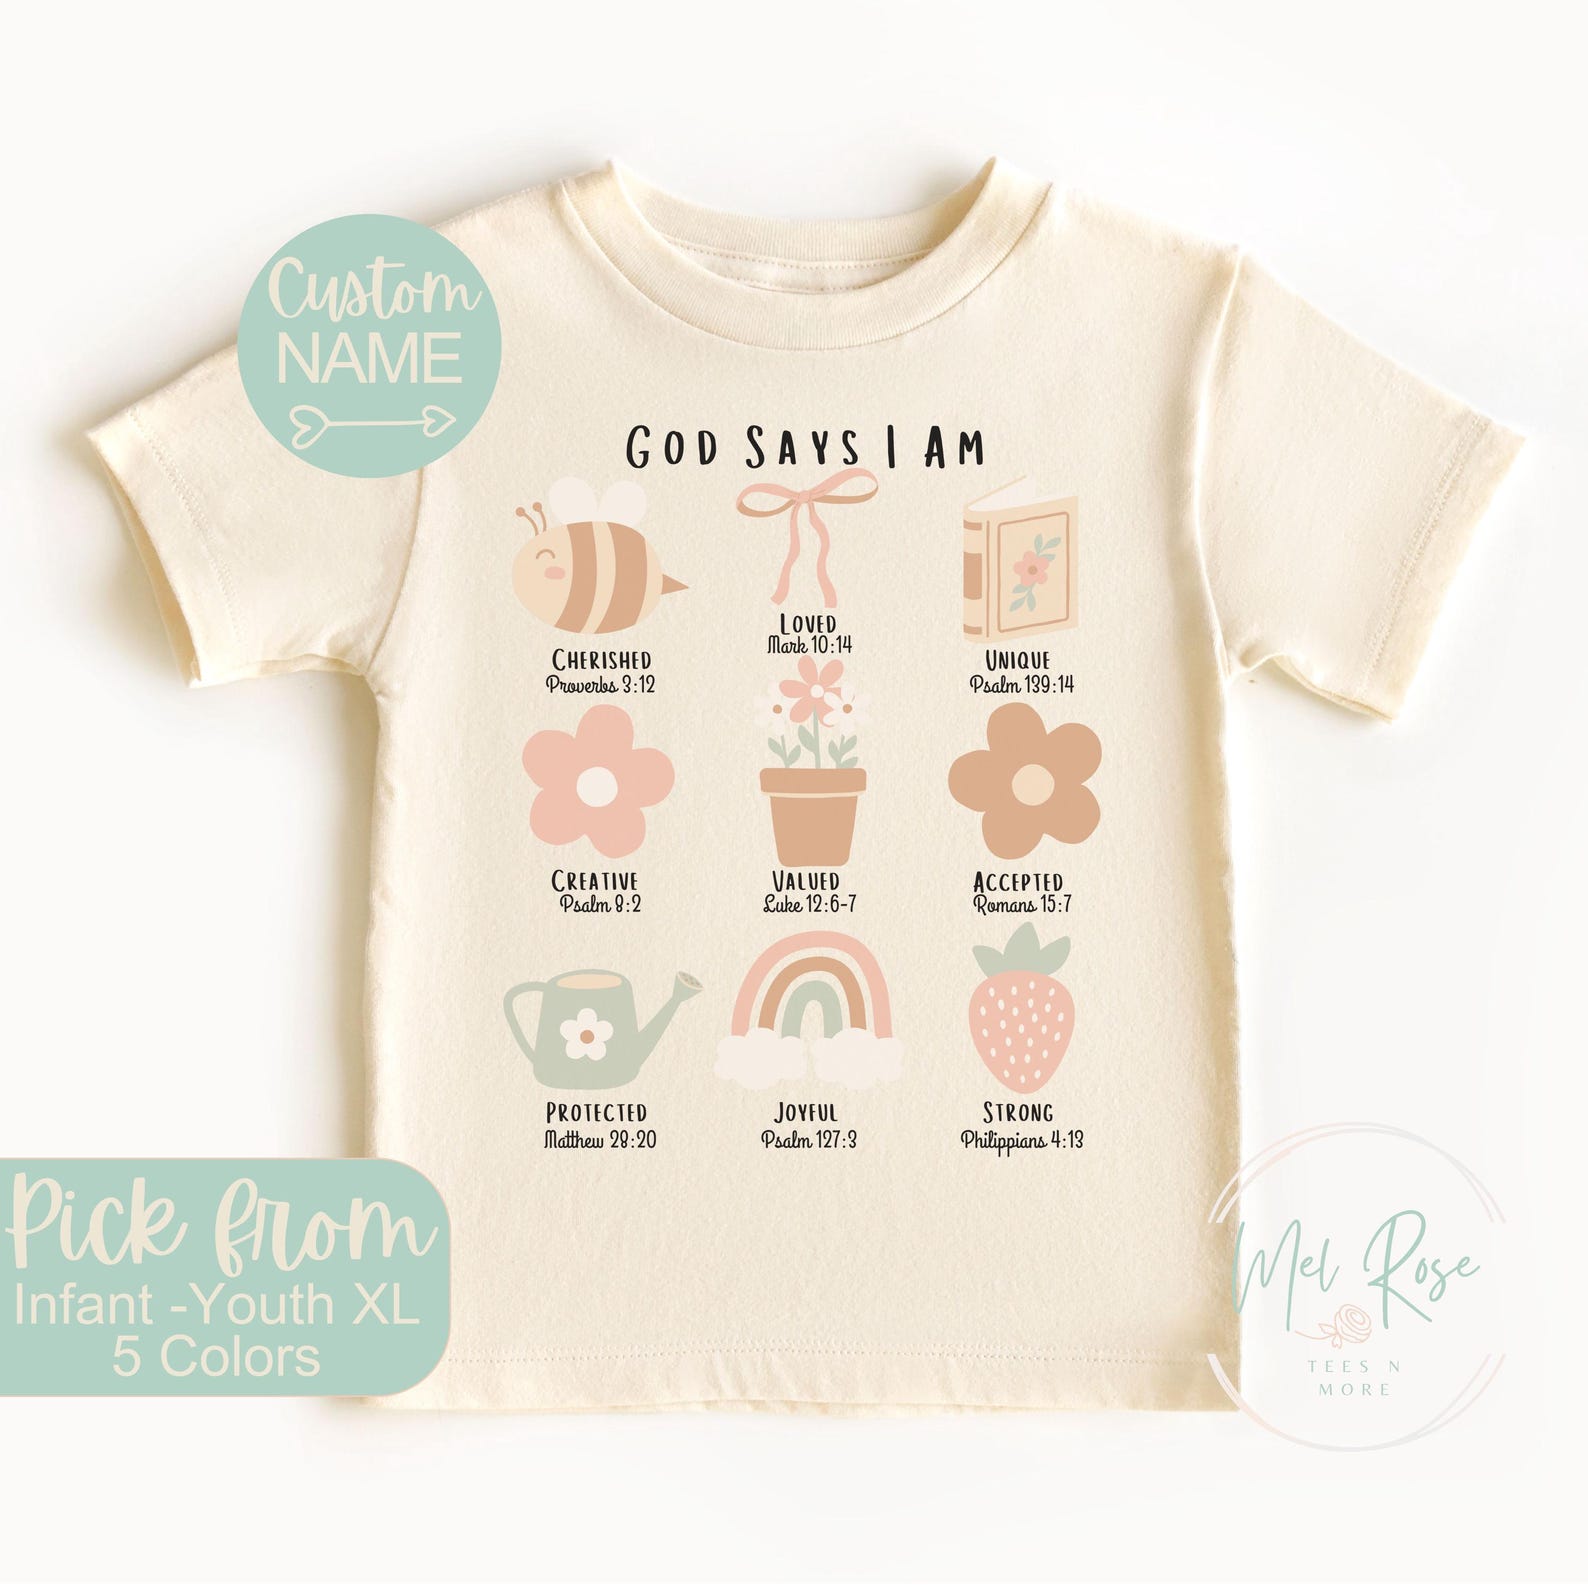 Custom
NAME
GOD SAYS I AM
LOVED
Mark 10:14
CHERISHED
Proverbs 3:12
UNIQUE
Psalm 139:14
CREATIVE
Psalm 8:2
VALUED
Luke 12:6-7
ACCEPTED
Romans 15:7
PROTECTED
Matthew 28:20
JOYFUL
Psalm 127:3
STRONG
Philippians 4:13
Pick from
Infant -Youth XL
5 Colors
Mel Rose
TEES N
MORE